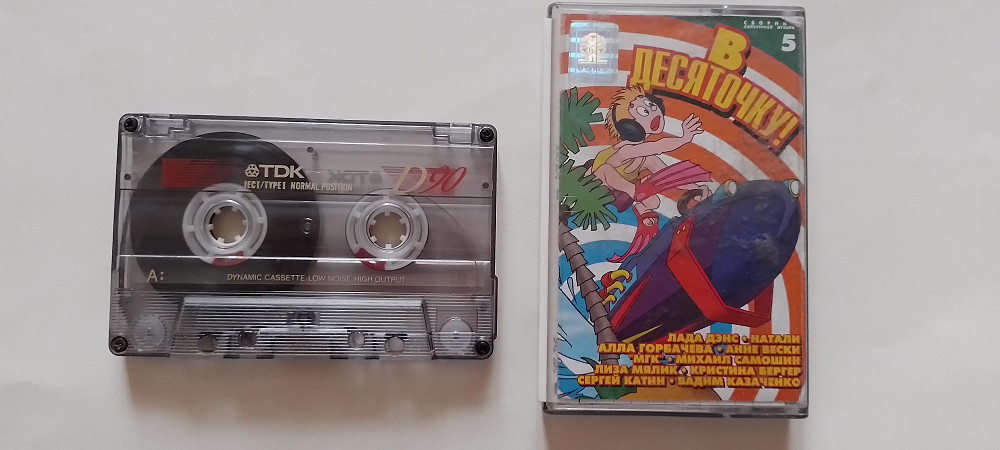 TDK
D90
IECI/TYPE I NORMAL POSITION
A:
DYNAMIC CASSETTE-LOW NOISE HIGH OUTPUT
5
В
ДЕСЯТОЧКУ!
ЛАДА ДЭНС • НАТАЛИ
АЛЛА ГОРБАЧЕВА • АННЕ ВЕСКИ
"МГК" • МИХАИЛ САМОШИН
ЛИЗА МЯЛИК • КРИСТИНА БЕРГЕР
СЕРГЕЙ КАТИН • ВАДИМ КАЗАЧЕНКО